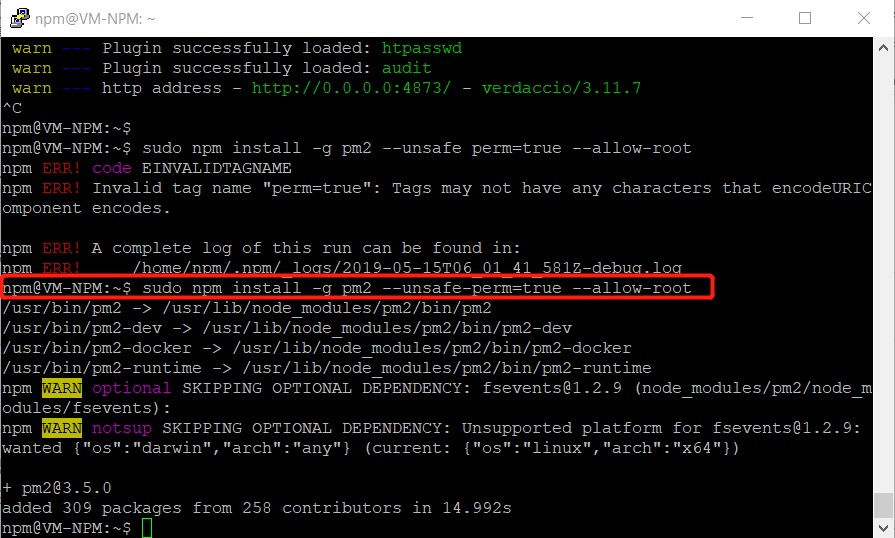 npm@VM-NPM: ~
warn --- Plugin successfully loaded: htpasswd
warn --- Plugin successfully loaded: audit
warn --- http address - http://0.0.0.0:4873/ - verdaccio/3.11.7
^C
npm@VM-NPM:~$
npm@VM-NPM:~$ sudo npm install -g pm2 --unsafe perm=true --allow-root
npm ERR! code EINVALIDTAGNAME
npm ERR! Invalid tag name "perm=true": Tags may not have any characters that encodeURIC
omponent encodes.
npm ERR! A complete log of this run can be found in:
npm ERR!     /home/npm/.npm/_logs/2019-05-15T06_01_41_581Z-debug.log
npm@VM-NPM:~$ sudo npm install -g pm2 --unsafe-perm=true --allow-root
/usr/bin/pm2 -> /usr/lib/node_modules/pm2/bin/pm2
/usr/bin/pm2-dev -> /usr/lib/node_modules/pm2/bin/pm2-dev
/usr/bin/pm2-docker -> /usr/lib/node_modules/pm2/bin/pm2-docker
/usr/bin/pm2-runtime -> /usr/lib/node_modules/pm2/bin/pm2-runtime
npm WARN optional SKIPPING OPTIONAL DEPENDENCY: fsevents@1.2.9 (node_modules/pm2/node_m
odules/fsevents):
npm WARN notsup SKIPPING OPTIONAL DEPENDENCY: Unsupported platform for fsevents@1.2.9:
wanted {"os":"darwin","arch":"any"} (current: {"os":"linux","arch":"x64"})
+ pm2@3.5.0
added 309 packages from 258 contributors in 14.992s
npm@VM-NPM:~$